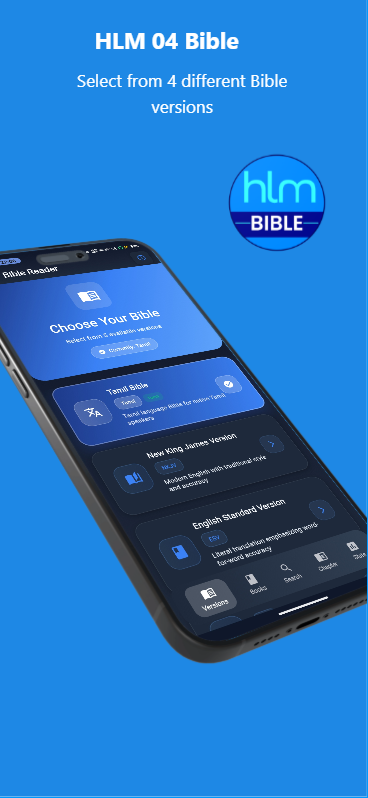 HLM 04 Bible
Select from 4 different Bible
versions
hlm
BIBLE
Bible Reader
Choose Your Bible
Select from 5 available versions
Currently: Tamil
Tamil Bible
Tamil
Tamil language Bible for native Tamil
speakers
New King James Version
NKJV
Modern English with traditional style
and accuracy
English Standard Version
ESV
Literal translation emphasizing word-
for-word accuracy
Versions
Books
Search
Chapter